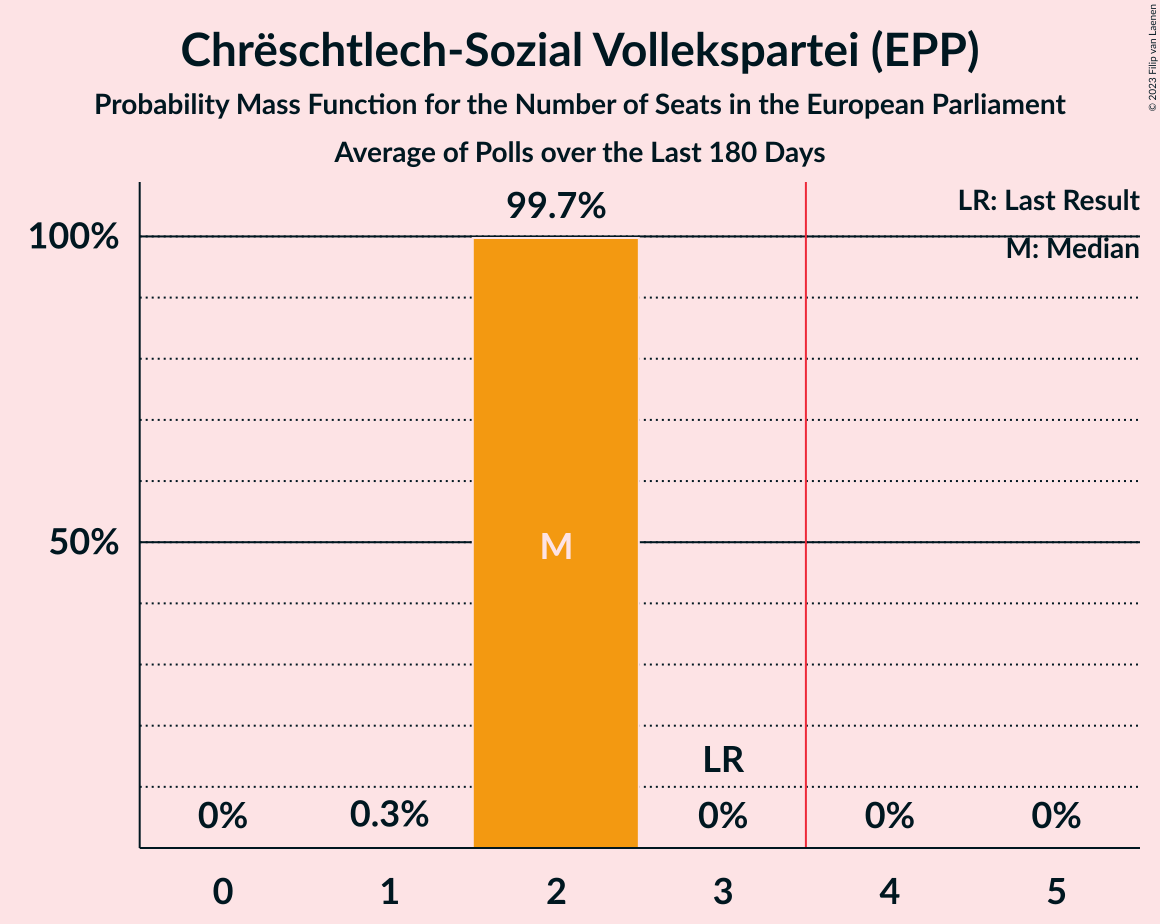 Chrëschtlech-Sozial Vollekspartei (EPP)
Probability Mass Function for the Number of Seats in the European Parliament
Average of Polls over the Last 180 Days
© 2023 Filip van Laenen
LR: Last Result
M: Median
99.7%
100%
50%
M
LR
0%
0.3%
0%
0%
0%
0
1
2
3
4
5